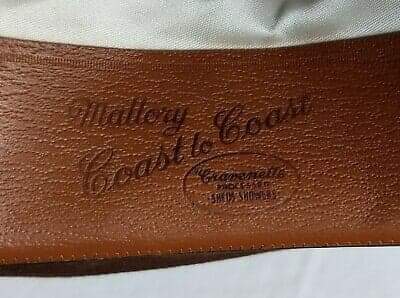 Mallory
Coast to Coast
Cravenette
PROCESSED
SHEDS SHOWERS